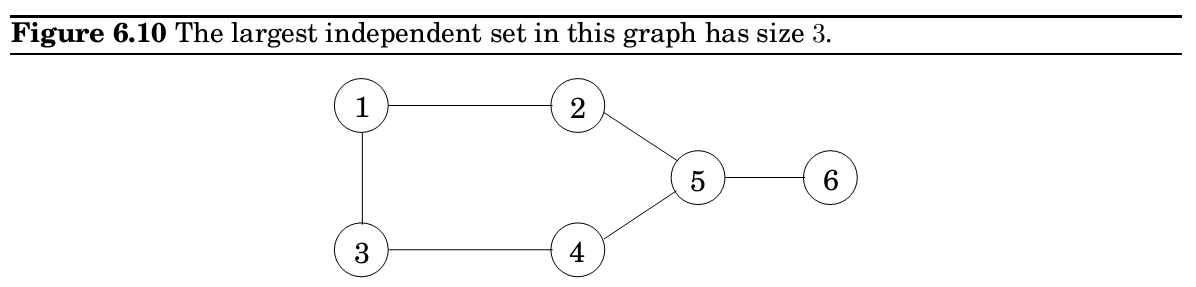 Figure 6.10 The largest independent set in this graph has size 3.
1 2
5 6
3 4